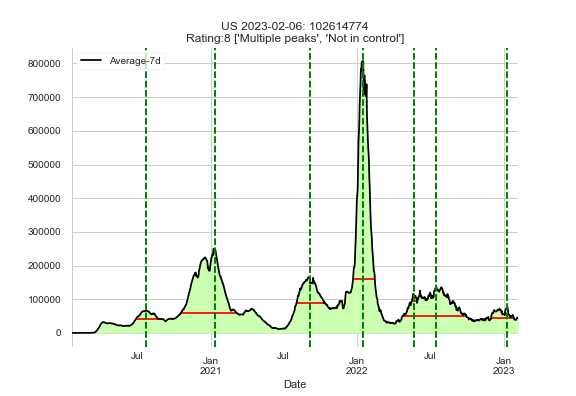 US 2023-02-06: 102614774
Rating:8 ['Multiple peaks', 'Not in control']
Average-7d
800000
700000
600000
500000
400000
300000
200000
100000
0
Jul Jan Jul Jan Jul Jan
2021 2022 2023
Date